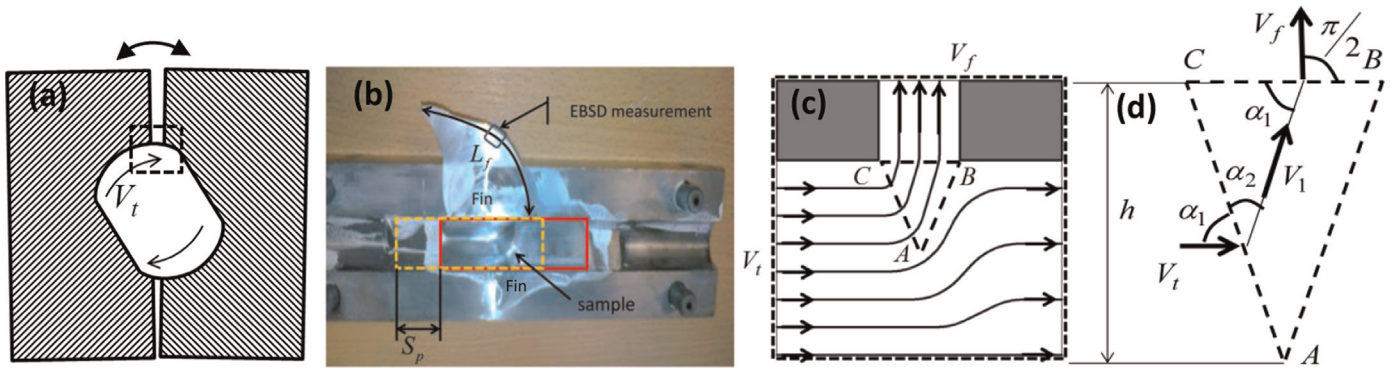 (a)
V_t
(b)
EBSD measurement
L_f
Fin
Fin
sample
S_p
(c)
V_f
C
B
A
V_t
h
(d)
V_f
π/2
C
B
α_1
α_2
V_1
α_1
V_t
A